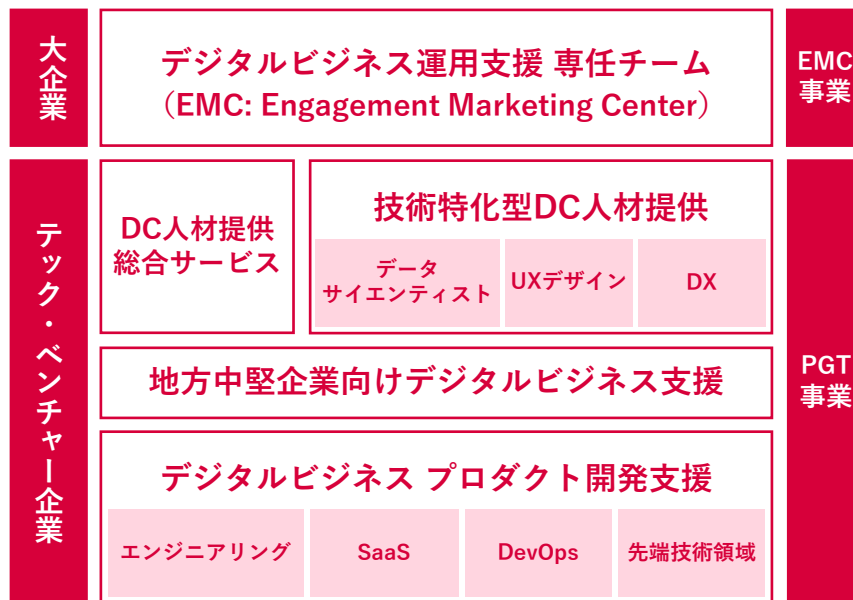 大企業
デジタルビジネス運用支援 専任チーム
（EMC: Engagement Marketing Center）
EMC
事業
テック・ベンチャー企業
DC人材提供
総合サービス
技術特化型DC人材提供
データ
サイエンティスト
UXデザイン
DX
地方中堅企業向けデジタルビジネス支援
PGT
事業
デジタルビジネス プロダクト開発支援
エンジニアリング
SaaS
DevOps
先端技術領域